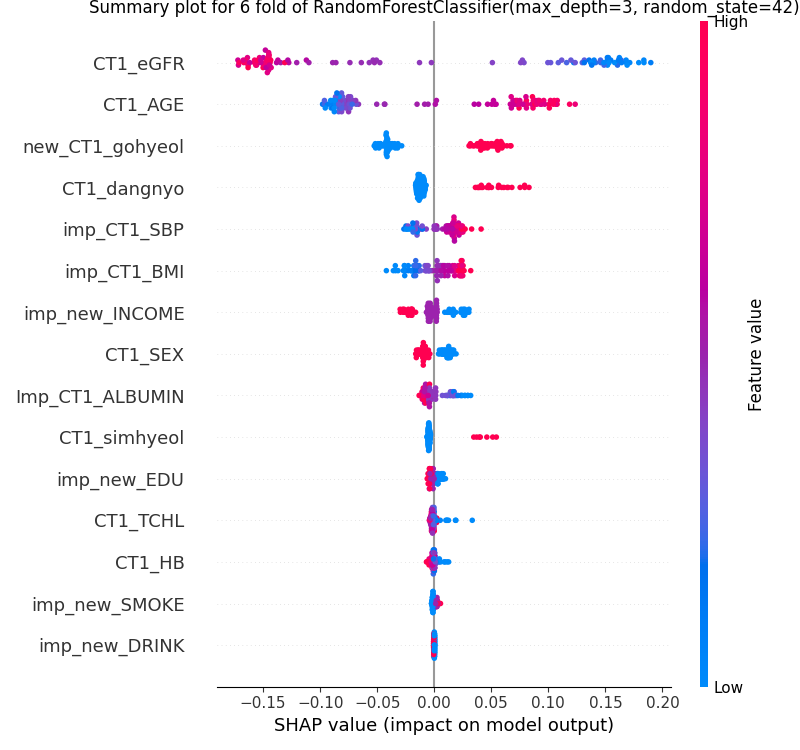 Summary plot for 6 fold of RandomForestClassifier(max_depth=3, random_state=42)
High
CT1_eGFR
CT1_AGE
new_CT1_gohyeol
CT1_dangnyo
imp_CT1_SBP
imp_CT1_BMI
imp_new_INCOME
CT1_SEX
Imp_CT1_ALBUMIN
CT1_simhyeol
imp_new_EDU
CT1_TCHL
CT1_HB
imp_new_SMOKE
imp_new_DRINK
Feature value
Low
−0.15 −0.10 −0.05 0.00 0.05 0.10 0.15 0.20
SHAP value (impact on model output)